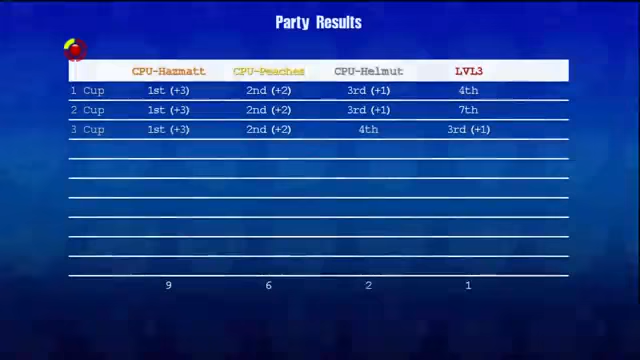 Party Results
CPU-Hazmatt CPU-Peaches CPU-Helmut LVL3
1 Cup 1st (+3) 2nd (+2) 3rd (+1) 4th
2 Cup 1st (+3) 2nd (+2) 3rd (+1) 7th
3 Cup 1st (+3) 2nd (+2) 4th 3rd (+1)
9 6 2 1